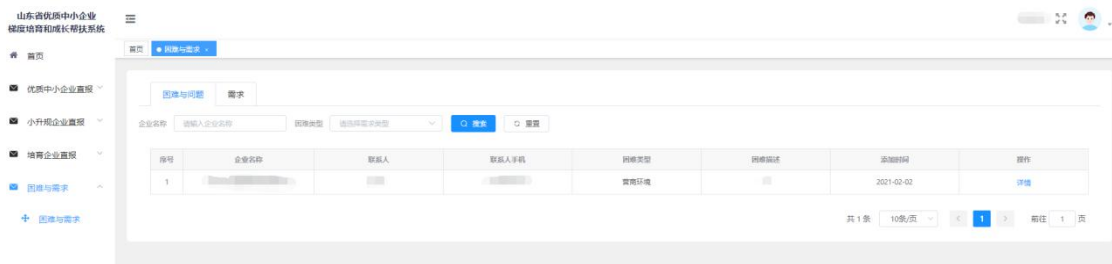 山东省优质中小企业
梯度培育和成长帮扶系统
首页
优质中小企业直报
小升规企业直报
培育企业直报
困难与需求
困难与需求
首页 困难与需求 ×
困难与问题 需求
企业名称 请输入企业名称 困难类型 请选择需求类型 搜索 重置
序号 企业名称 联系人 联系人手机 困难类型 困难描述 添加时间 操作
1 营商环境 2021-02-02 详情
共 1 条 10条/页 < 1 > 前往 1 页